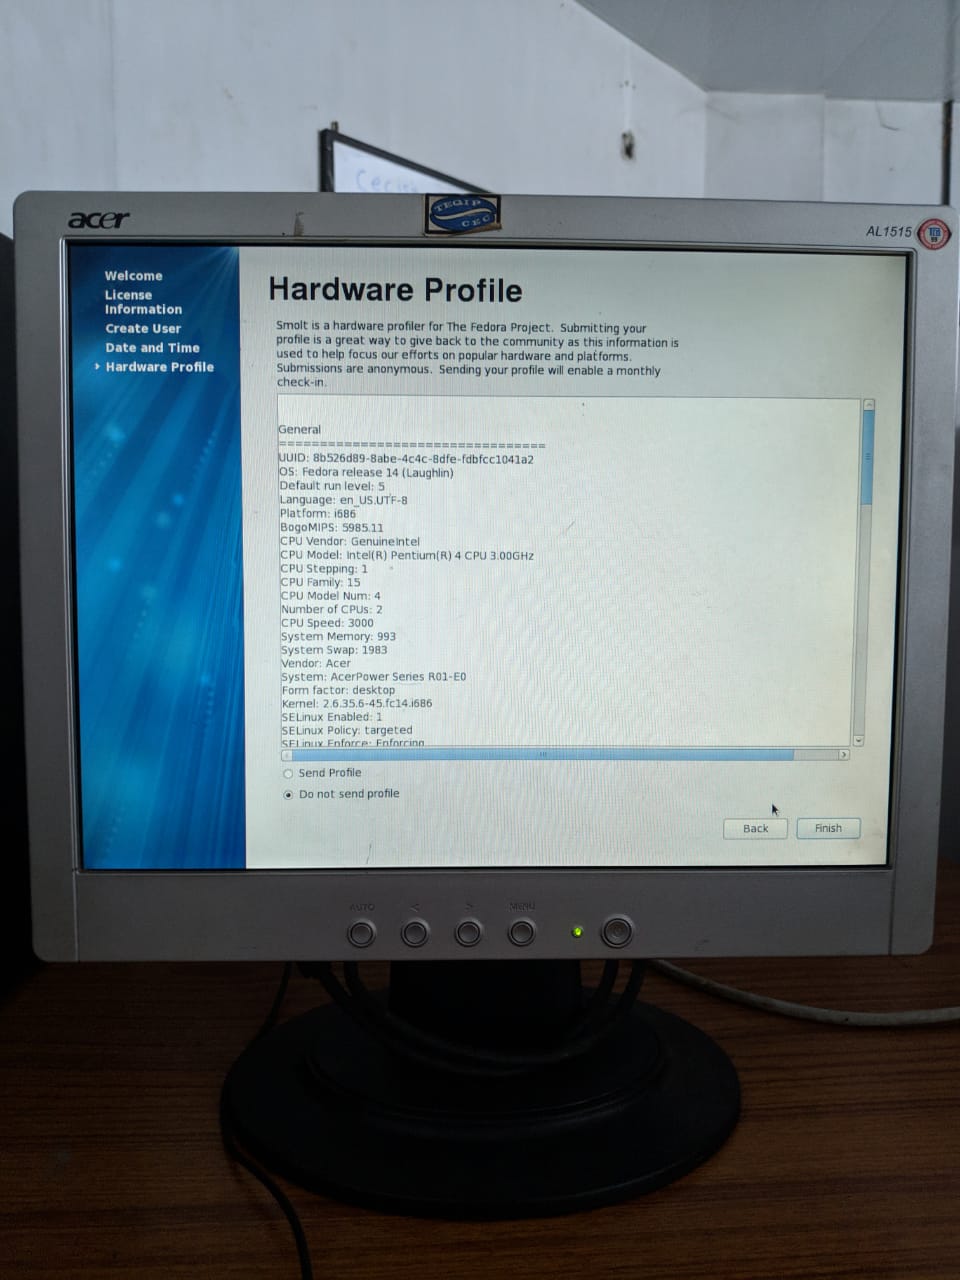 Cecil
TEQIP
CEC
acer
AL1515
TCO
99
Welcome
License
Information
Create User
Date and Time
Hardware Profile
Hardware Profile
Smolt is a hardware profiler for The Fedora Project. Submitting your
profile is a great way to give back to the community as this information is
used to help focus our efforts on popular hardware and platforms.
Submissions are anonymous. Sending your profile will enable a monthly
check-in.
General
=================================
UUID: 8b526d89-8abe-4c4c-8dfe-fdbfcc1041a2
OS: Fedora release 14 (Laughlin)
Default run level: 5
Language: en_US.UTF-8
Platform: i686
BogoMIPS: 5985.11
CPU Vendor: GenuineIntel
CPU Model: Intel(R) Pentium(R) 4 CPU 3.00GHz
CPU Stepping: 1
CPU Family: 15
CPU Model Num: 4
Number of CPUs: 2
CPU Speed: 3000
System Memory: 993
System Swap: 1983
Vendor: Acer
System: AcerPower Series R01-E0
Form factor: desktop
Kernel: 2.6.35.6-45.fc14.i686
SELinux Enabled: 1
SELinux Policy: targeted
SELinux Enforce: Enforcing
Send Profile
Do not send profile
Back
Finish
AUTO
<
>
MENU